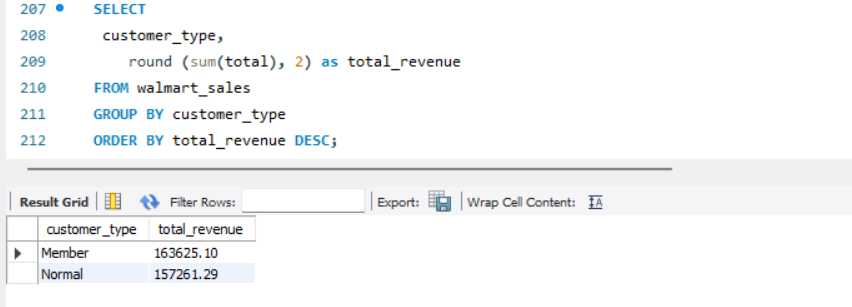 207 SELECT
208 customer_type,
209 round (sum(total), 2) as total_revenue
210 FROM walmart_sales
211 GROUP BY customer_type
212 ORDER BY total_revenue DESC;
Result Grid Filter Rows: Export: Wrap Cell Content: IA
customer_type total_revenue
Member 163625.10
Normal 157261.29